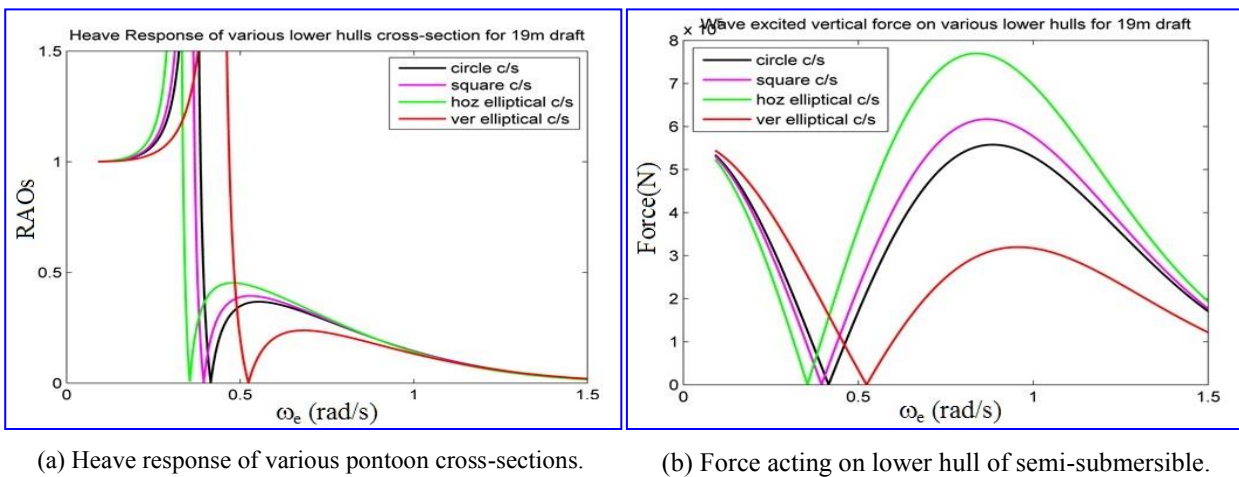 Heave Response of various lower hulls cross-section for 19m draft
1.5
1
0.5
0
RAOs
circle c/s
square c/s
hoz elliptical c/s
ver elliptical c/s
0
0.5
1
1.5
ωe (rad/s)
(a) Heave response of various pontoon cross-sections.
x 10^5
Wave excited vertical force on various lower hulls for 19m draft
8
7
6
5
4
3
2
1
0
Force(N)
circle c/s
square c/s
hoz elliptical c/s
ver elliptical c/s
0
0.5
1
1.5
ωe (rad/s)
(b) Force acting on lower hull of semi-submersible.